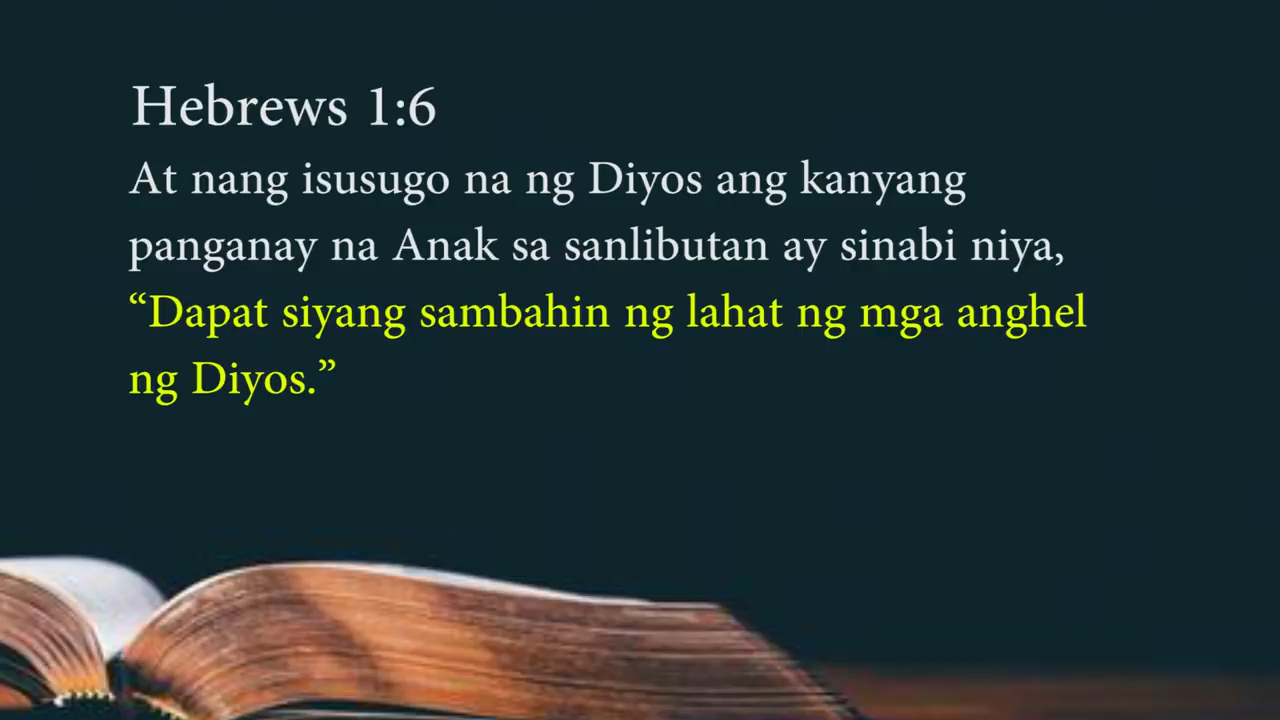 Hebrews 1:6
At nang isusugo na ng Diyos ang kanyang
panganay na Anak sa sanlibutan ay sinabi niya,
“Dapat siyang sambahin ng lahat ng mga anghel
ng Diyos.”